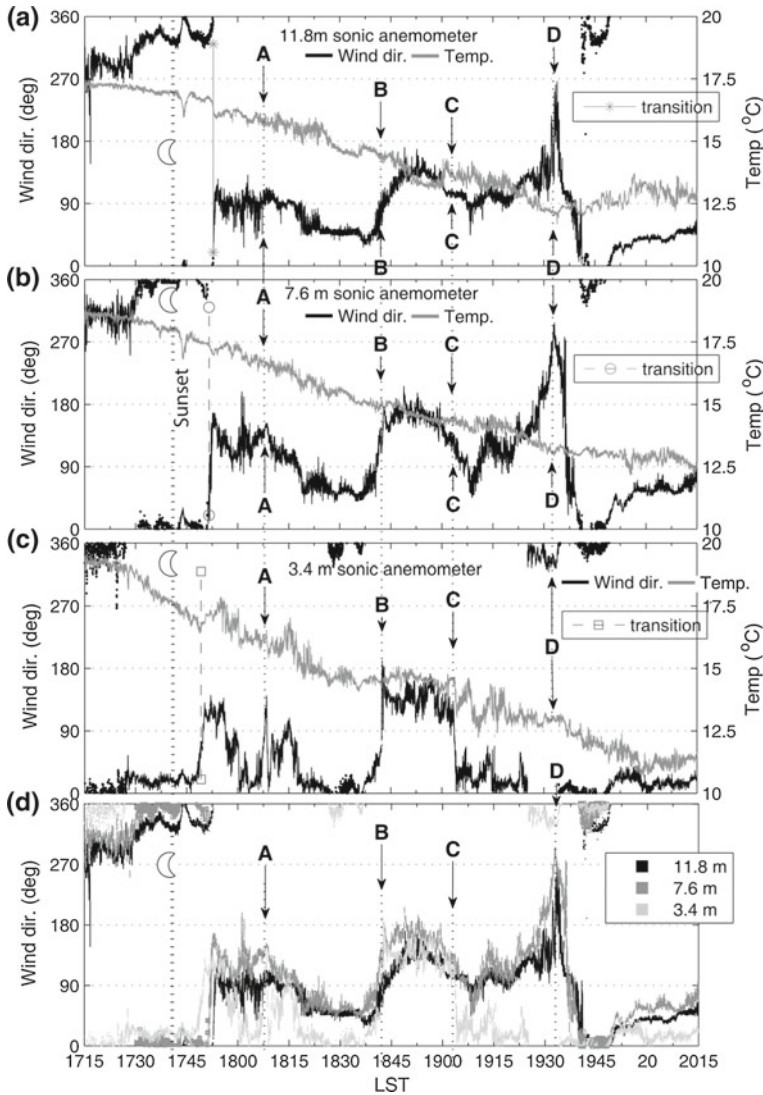 (a)
11.8m sonic anemometer
Wind dir. Temp.
A
B
C
D
transition
360
270
180
90
0
Wind dir. (deg)
20
17.5
15
12.5
10
Temp (°C)
A
B
C
D
(b)
7.6 m sonic anemometer
Wind dir. Temp.
A
B
C
D
transition
Sunset
360
270
180
90
0
Wind dir. (deg)
20
17.5
15
12.5
10
Temp (°C)
A
B
C
D
(c)
3.4 m sonic anemometer
Wind dir. Temp.
A
B
C
D
transition
360
270
180
90
0
Wind dir. (deg)
20
17.5
15
12.5
10
Temp (°C)
(d)
A
B
C
D
11.8 m
7.6 m
3.4 m
360
270
180
90
0
Wind dir. (deg)
1715 1730 1745 1800 1815 1830 1845 1900 1915 1930 1945 20 2015
LST